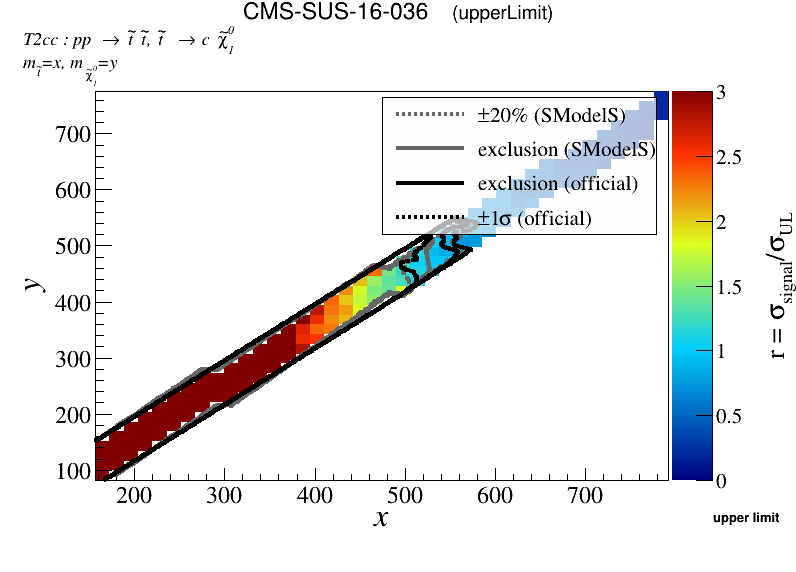 CMS-SUS-16-036 (upperLimit)
T2cc : pp → t̃ t̃, t̃ → c χ̃₁⁰
m_t̃=x, m_χ̃₁⁰=y
±20% (SModelS)
exclusion (SModelS)
exclusion (official)
±1σ (official)
700
600
500
400
300
200
100
y
200 300 400 500 600 700
x
3
2.5
2
1.5
1
0.5
0
r = σ_signal/σ_UL
upper limit